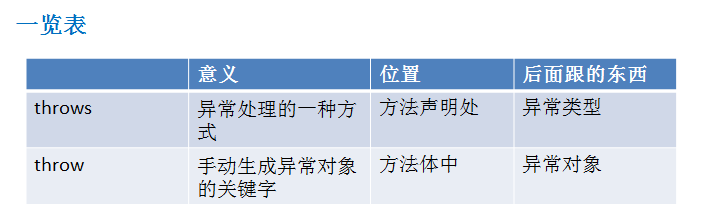 一览表
意义 位置 后面跟的东西
throws 异常处理的一种方 方法声明处 异常类型
式
throw 手动生成异常对象 方法体中 异常对象
的关键字